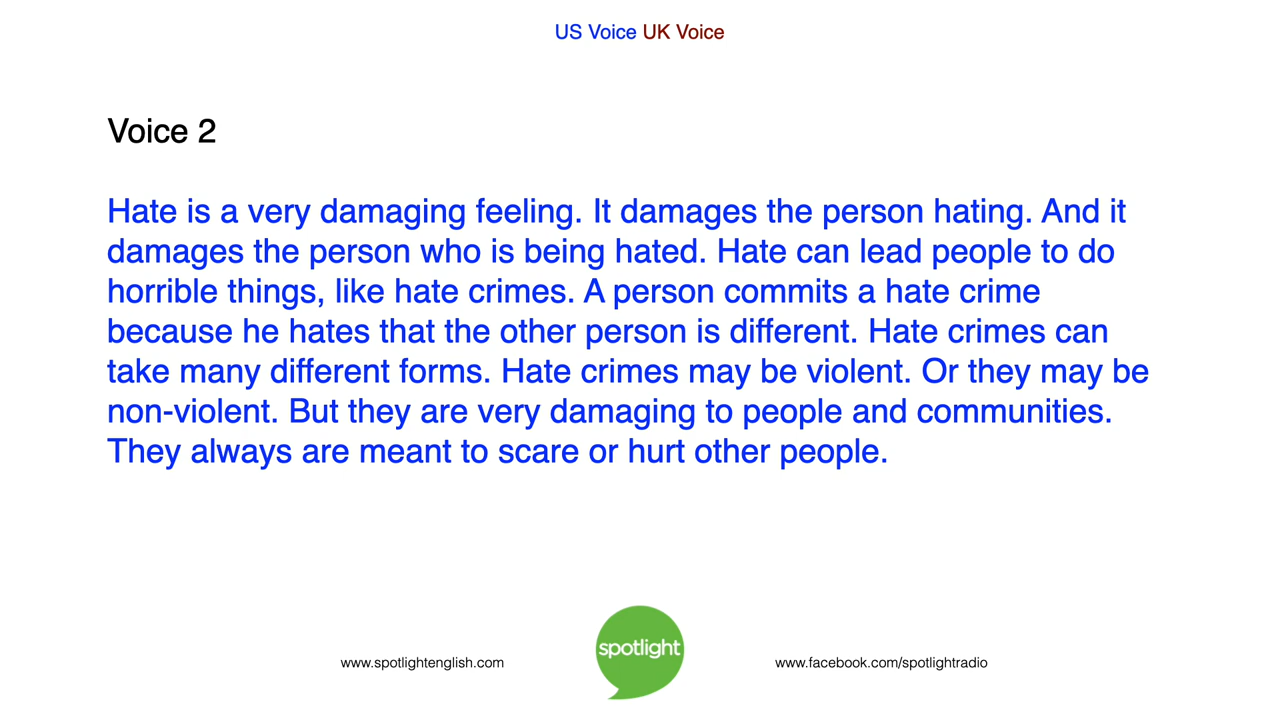 US Voice UK Voice
Voice 2
Hate is a very damaging feeling. It damages the person hating. And it
damages the person who is being hated. Hate can lead people to do
horrible things, like hate crimes. A person commits a hate crime
because he hates that the other person is different. Hate crimes can
take many different forms. Hate crimes may be violent. Or they may be
non-violent. But they are very damaging to people and communities.
They always are meant to scare or hurt other people.
www.spotlightenglish.com
spotlight
www.facebook.com/spotlightradio